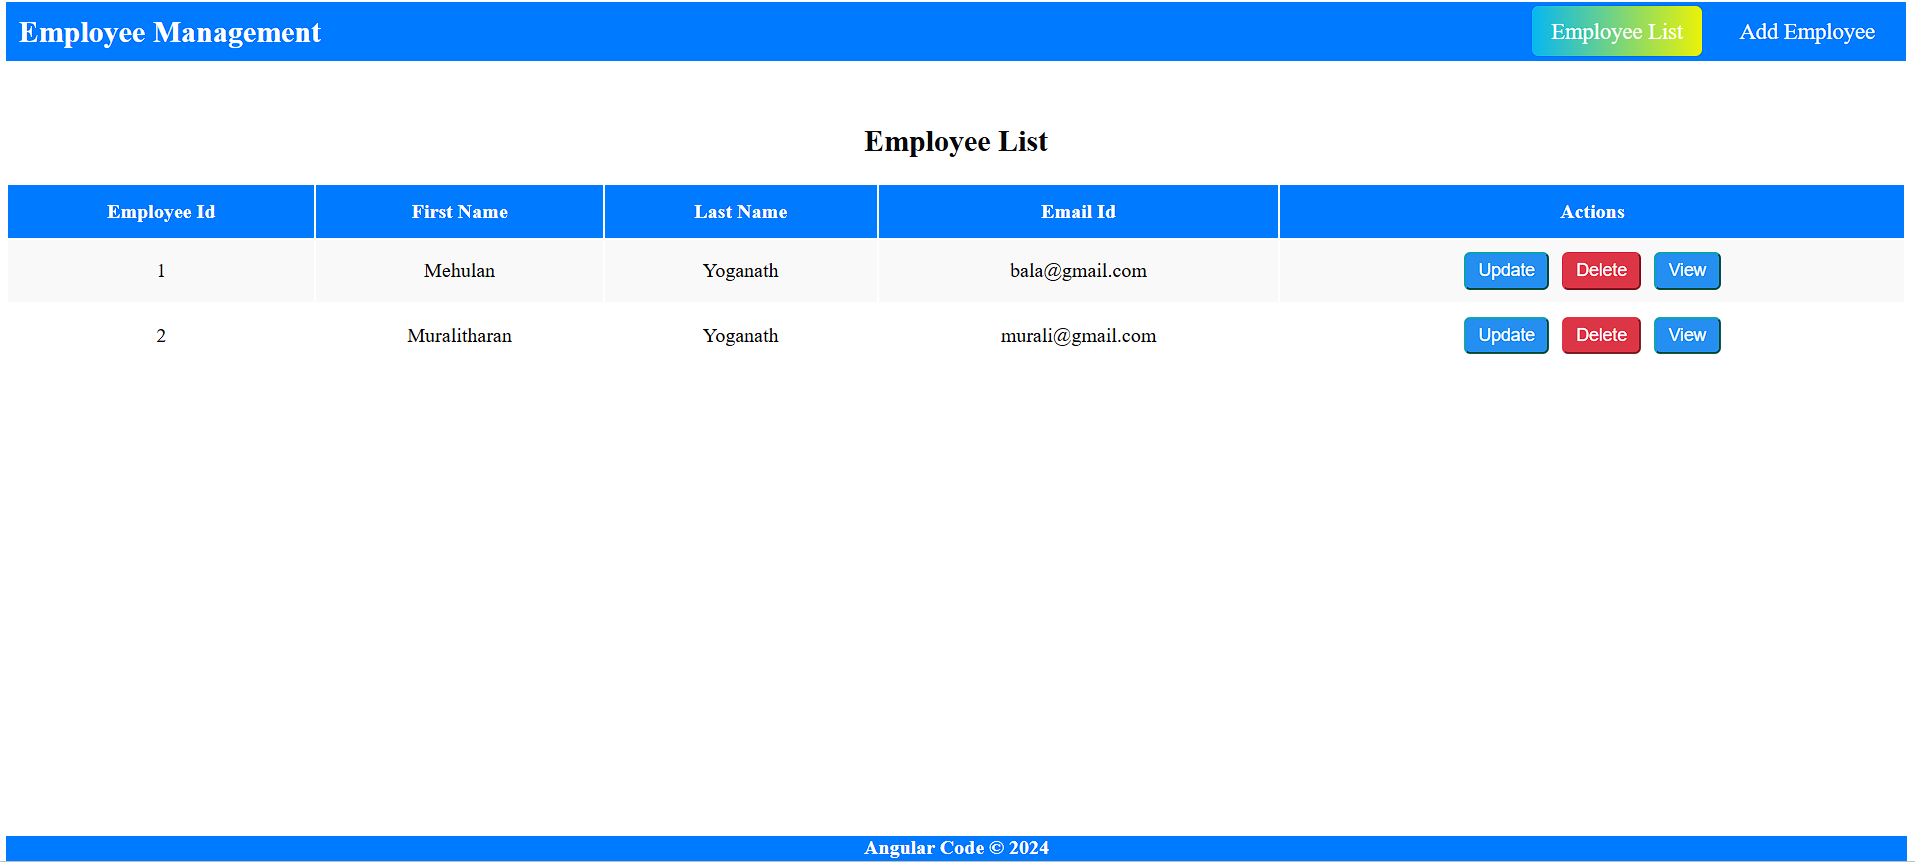 Employee Management Employee List Add Employee
Employee List
Employee Id First Name Last Name Email Id Actions
1 Mehulan Yoganath bala@gmail.com Update Delete View
2 Muralitharan Yoganath murali@gmail.com Update Delete View
Angular Code © 2024